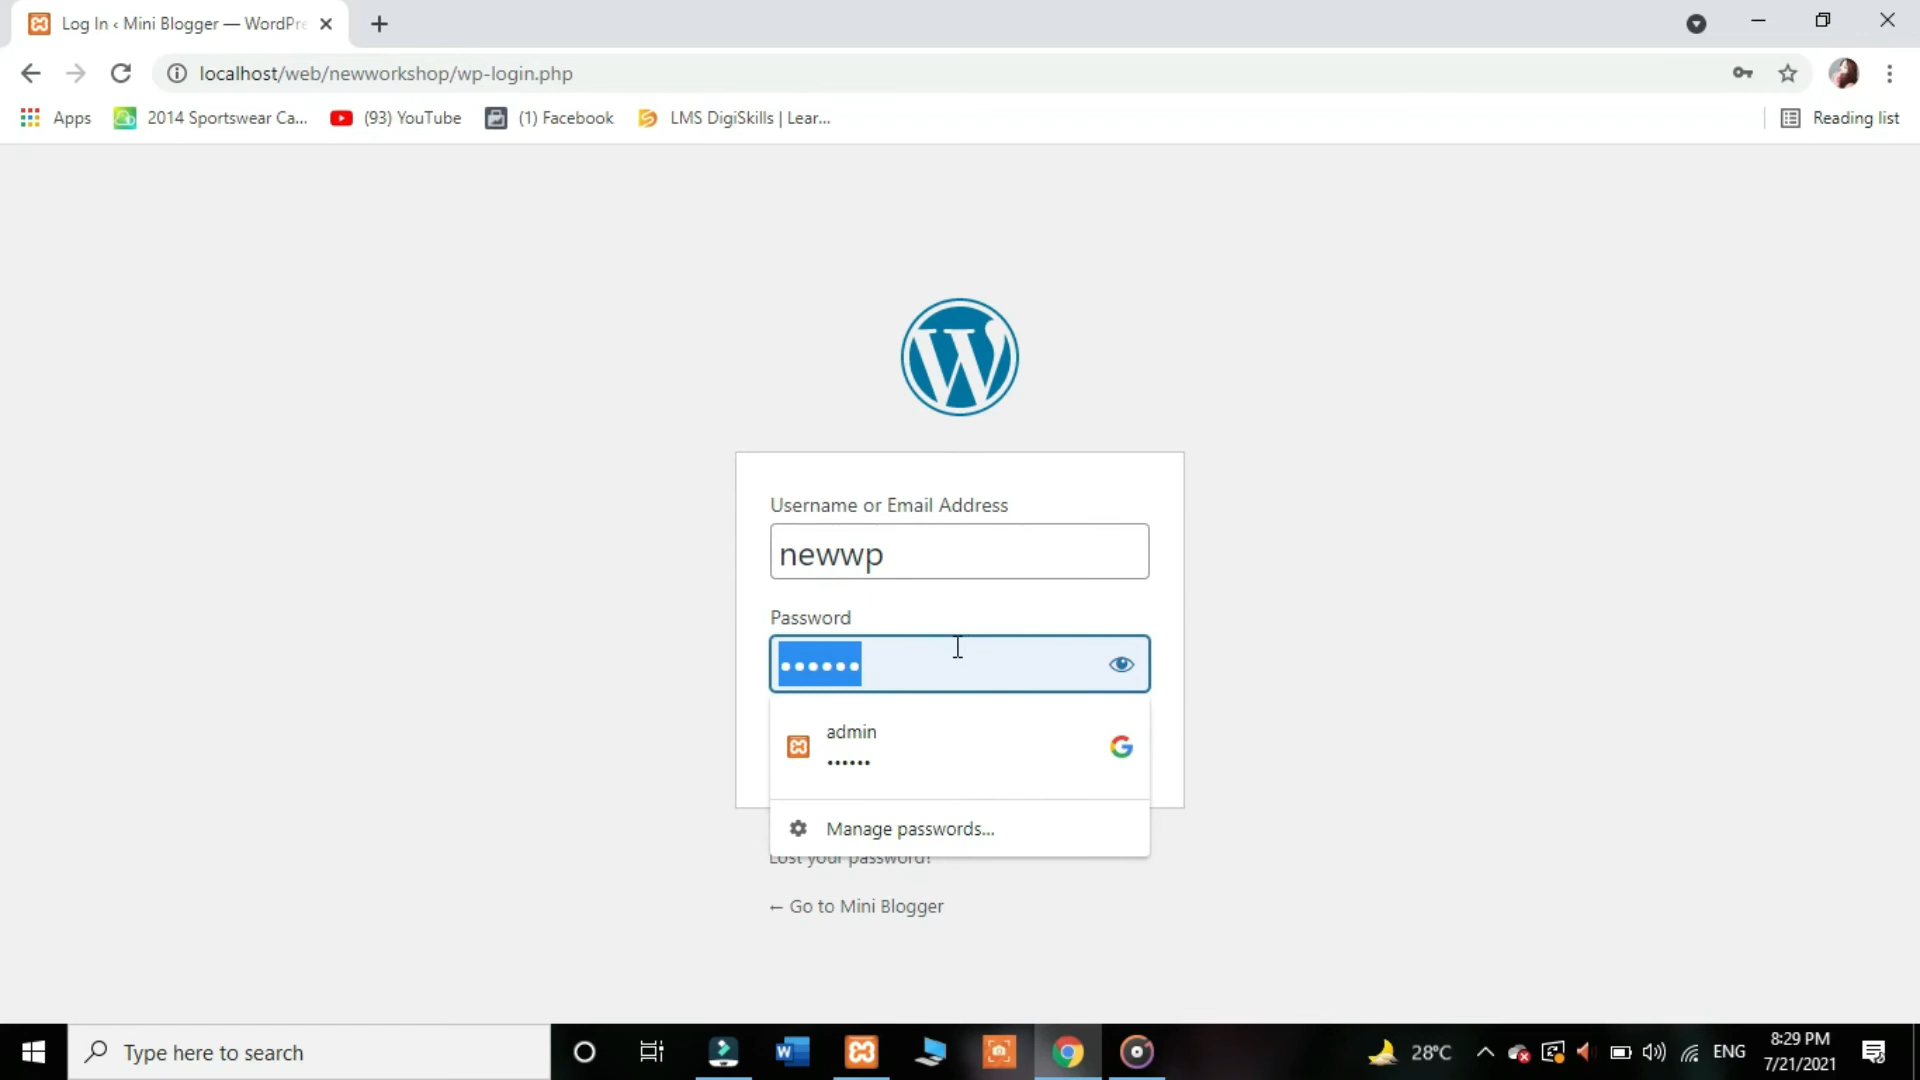 Log In ‹ Mini Blogger — WordPre
localhost/web/newworkshop/wp-login.php
Apps
2014 Sportswear Ca...
(93) YouTube
(1) Facebook
LMS DigiSkills | Lear...
Reading list
Username or Email Address
newwp
Password
••••••
admin
••••••
Manage passwords...
Lost your password?
← Go to Mini Blogger
Type here to search
28°C
ENG
8:29 PM
7/21/2021